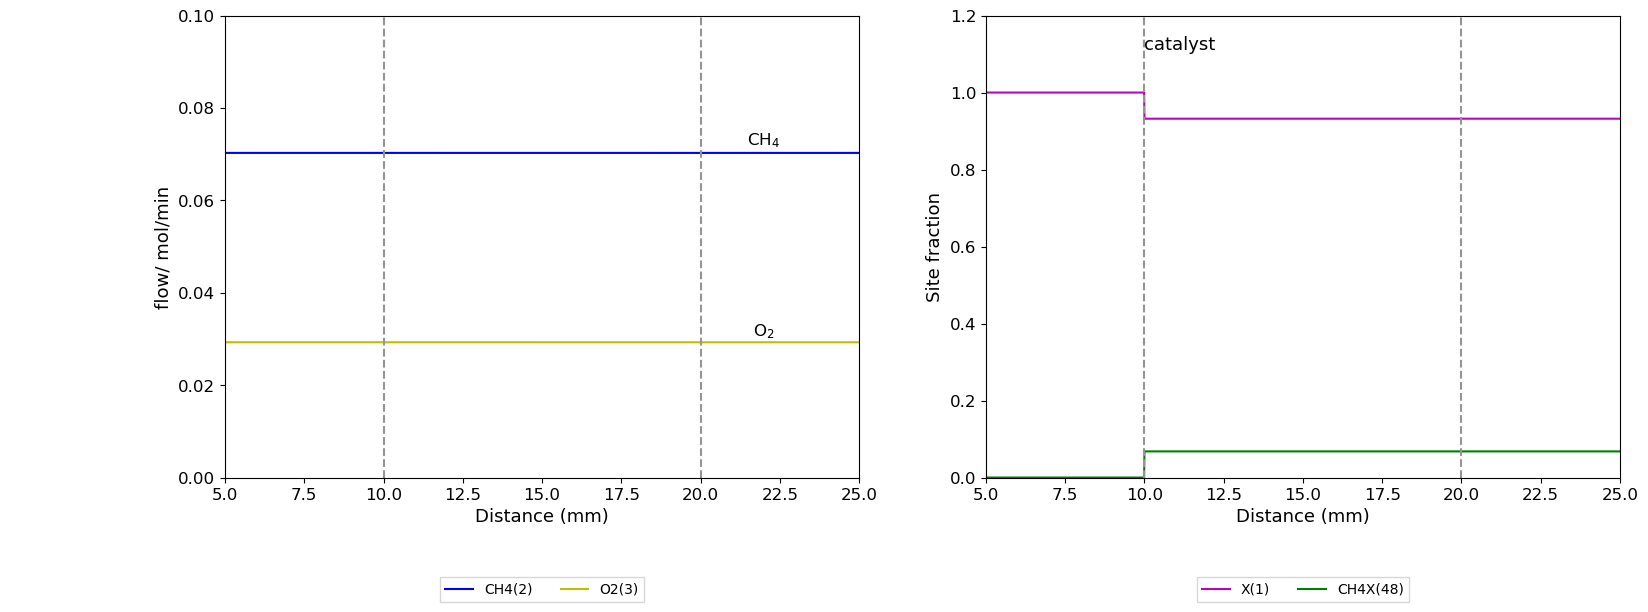 0.10
0.08
0.06
0.04
0.02
0.00
flow/ mol/min
CH₄
O₂
5.0 7.5 10.0 12.5 15.0 17.5 20.0 22.5 25.0
Distance (mm)
CH4(2) O2(3)
1.2
1.0
0.8
0.6
0.4
0.2
0.0
Site fraction
catalyst
5.0 7.5 10.0 12.5 15.0 17.5 20.0 22.5 25.0
Distance (mm)
X(1) CH4X(48)